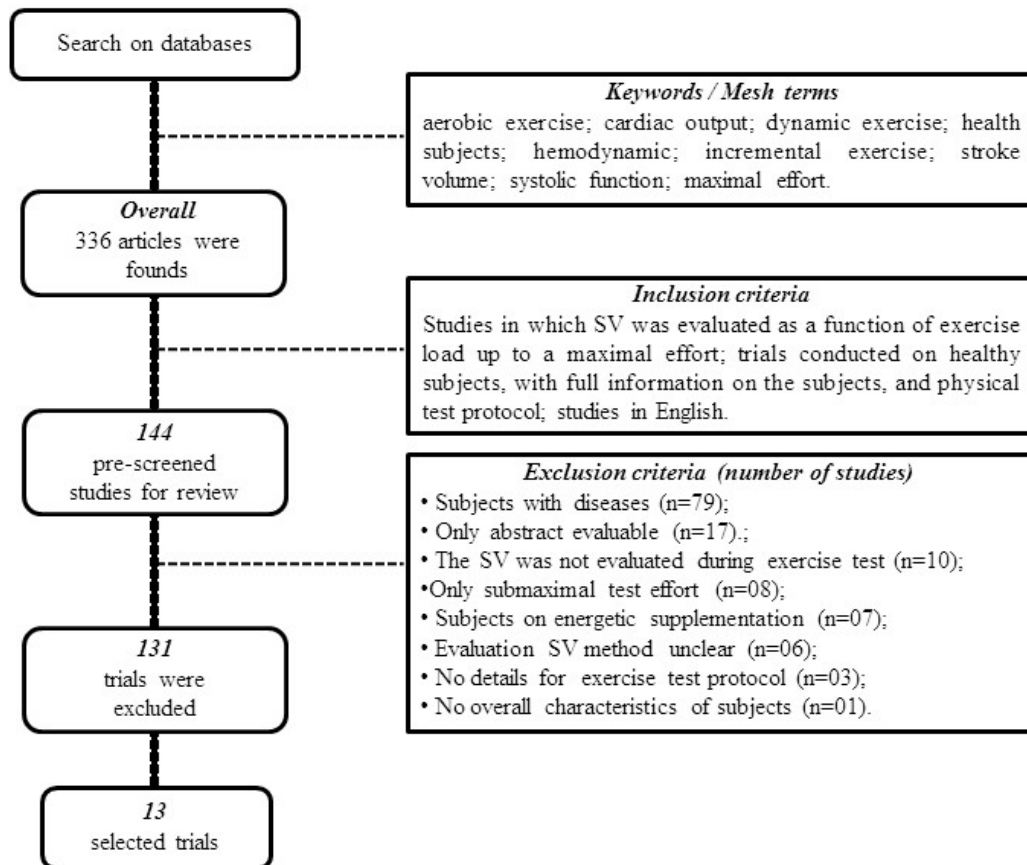 Search on databases
Keywords / Mesh terms
aerobic exercise; cardiac output; dynamic exercise; health
subjects; hemodynamic; incremental exercise; stroke
volume; systolic function; maximal effort.
Overall
336 articles were
founds
Inclusion criteria
Studies in which SV was evaluated as a function of exercise
load up to a maximal effort; trials conducted on healthy
subjects, with full information on the subjects, and physical
test protocol; studies in English.
144
pre-screened
studies for review
Exclusion criteria (number of studies)
• Subjects with diseases (n=79);
• Only abstract evaluable (n=17).;
• The SV was not evaluated during exercise test (n=10);
•Only submaximal test effort (n=08);
• Subjects on energetic supplementation (n=07);
• Evaluation SV method unclear (n=06);
• No details for exercise test protocol (n=03);
• No overall characteristics of subjects (n=01).
131
trials were
excluded
13
selected trials